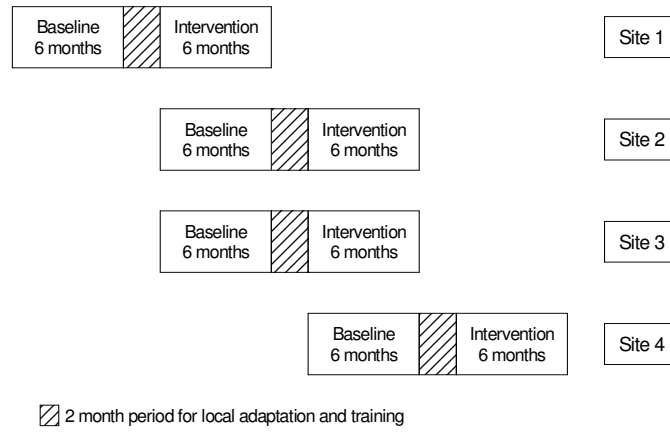 Baseline
6 months
Intervention
6 months
Site 1
Baseline
6 months
Intervention
6 months
Site 2
Baseline
6 months
Intervention
6 months
Site 3
Baseline
6 months
Intervention
6 months
Site 4
2 month period for local adaptation and training